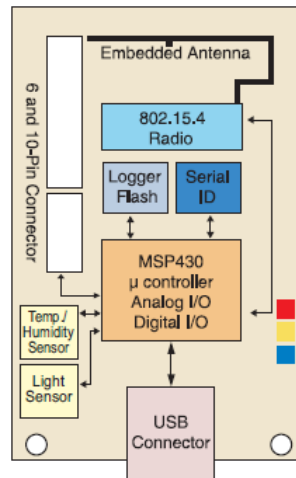 Embedded Antenna
6 and 10-Pin Connector
802.15.4
Radio
Logger
Flash
Serial
ID
MSP430
µ controller
Analog I/O
Digital I/O
Temp./
Humidity
Sensor
Light
Sensor
USB
Connector